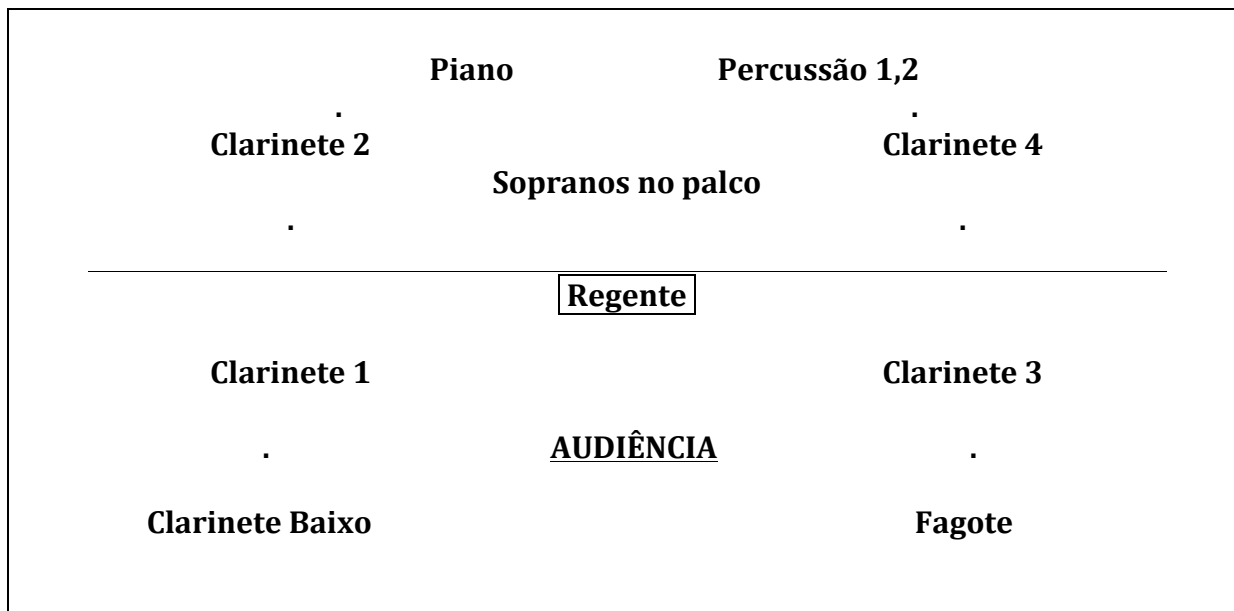 Piano Percussão 1,2
. .
Clarinete 2 Clarinete 4
Sopranos no palco
. .
Regente
Clarinete 1 Clarinete 3
. AUDIÊNCIA .
Clarinete Baixo Fagote